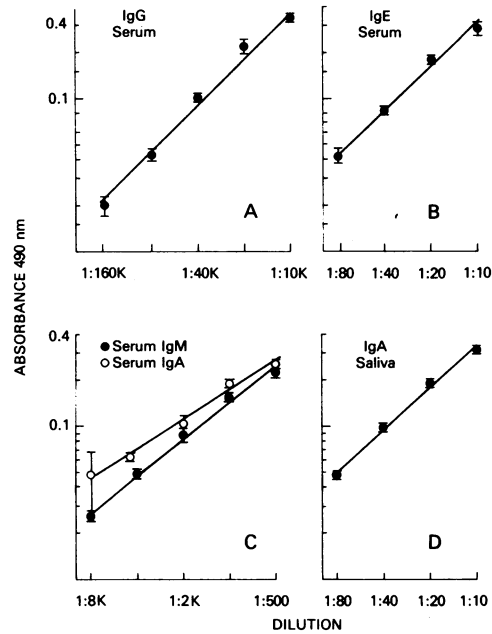 IgG
Serum
0.4
0.1
A
1:160K
1:40K
1:10K
IgE
Serum
B
1:80
1:40
1:20
1:10
ABSORBANCE 490 nm
0.4
0.1
Serum IgM
Serum IgA
C
1:8K
1:2K
1:500
IgA
Saliva
D
1:80
1:40
1:20
1:10
DILUTION